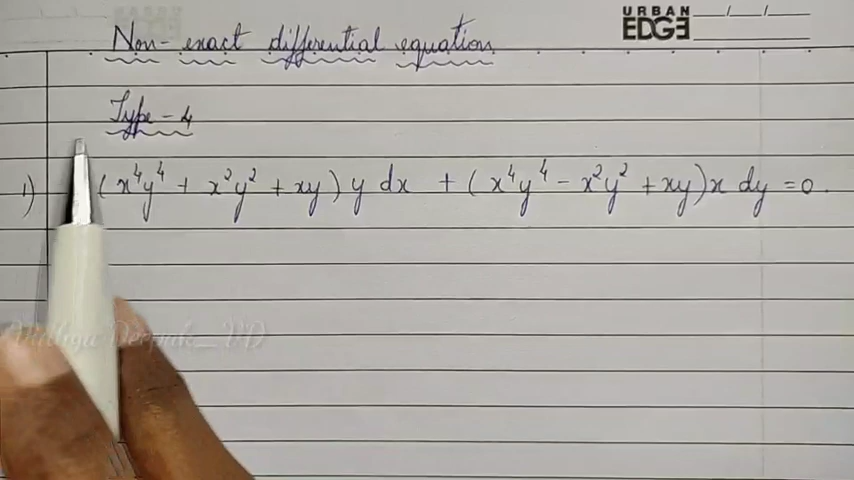 URBAN
EDGE
Non-exact differential equation
Type - 4
1) (x⁴y⁴ + x²y² + xy) y dx + (x⁴y⁴ - x²y² + xy) x dy = 0.